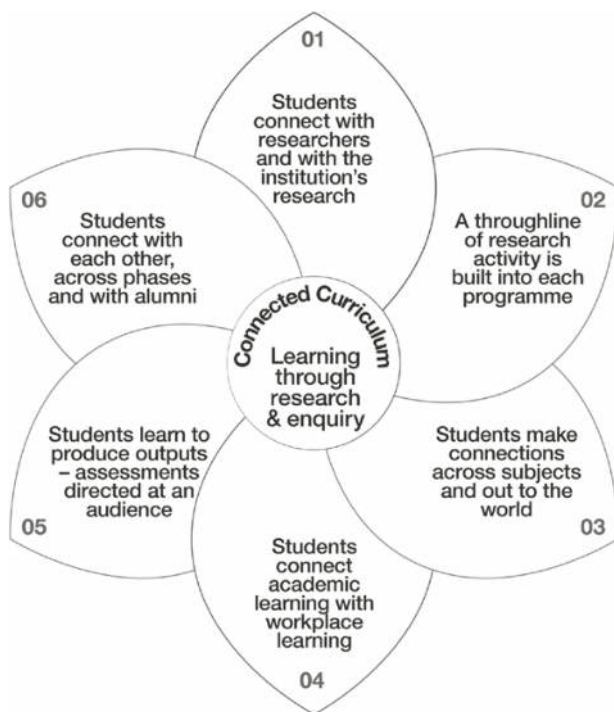 01
Students
connect with
researchers
and with the
institution's
research
02
A throughline
of research
activity is
built into each
programme
Students make
connections
across subjects
and out to the
world
03
Students
connect
academic
learning with
workplace
learning
04
Students learn to
produce outputs
– assessments
directed at an
audience
05
06
Students
connect with
each other,
across phases
and with alumni
Connected Curriculum
Learning
through
research
& enquiry